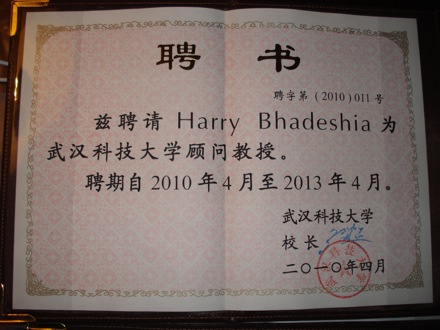 聘书
聘字第（2010）011号
兹聘请 Harry Bhadeshia 为
武汉科技大学顾问教授。
聘期自2010年4月至2013年4月。
武汉科技大学
校长
二〇一〇年四月